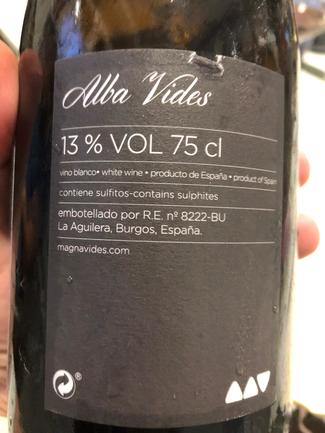 Alba Vides
13 % VOL 75 cl
vino blanco • white wine • producto de España • product of Spain
contiene sulfitos-contains sulphites
embotellado por R.E. nº 8222-BU
La Aguilera, Burgos, España.
magnavides.com
®